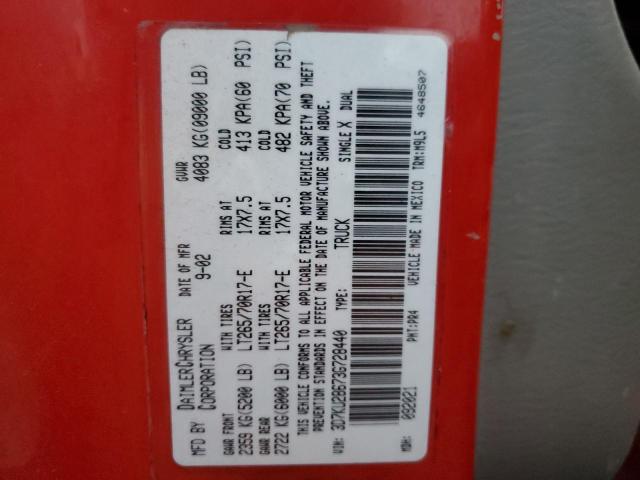 MFD BY DAIMLERCHRYSLER CORPORATION DATE OF MFR 9-02 GVWR 4083 KG(09000 LB)
GAWR FRONT WITH TIRES RIMS AT COLD
2359 KG(5200 LB) LT265/70R17-E 17X7.5 413 KPA(60 PSI)
GAWR REAR WITH TIRES RIMS AT COLD
2722 KG(6000 LB) LT265/70R17-E 17X7.5 482 KPA(70 PSI)
THIS VEHICLE CONFORMS TO ALL APPLICABLE FEDERAL MOTOR VEHICLE SAFETY AND THEFT
PREVENTION STANDARDS IN EFFECT ON THE DATE OF MANUFACTURE SHOWN ABOVE.
VIN: 3D7KU28673G728440 TYPE: TRUCK SINGLE X DUAL
MDH: 092021 PNT:PR4 VEHICLE MADE IN MEXICO TRM:M9L5 4648507